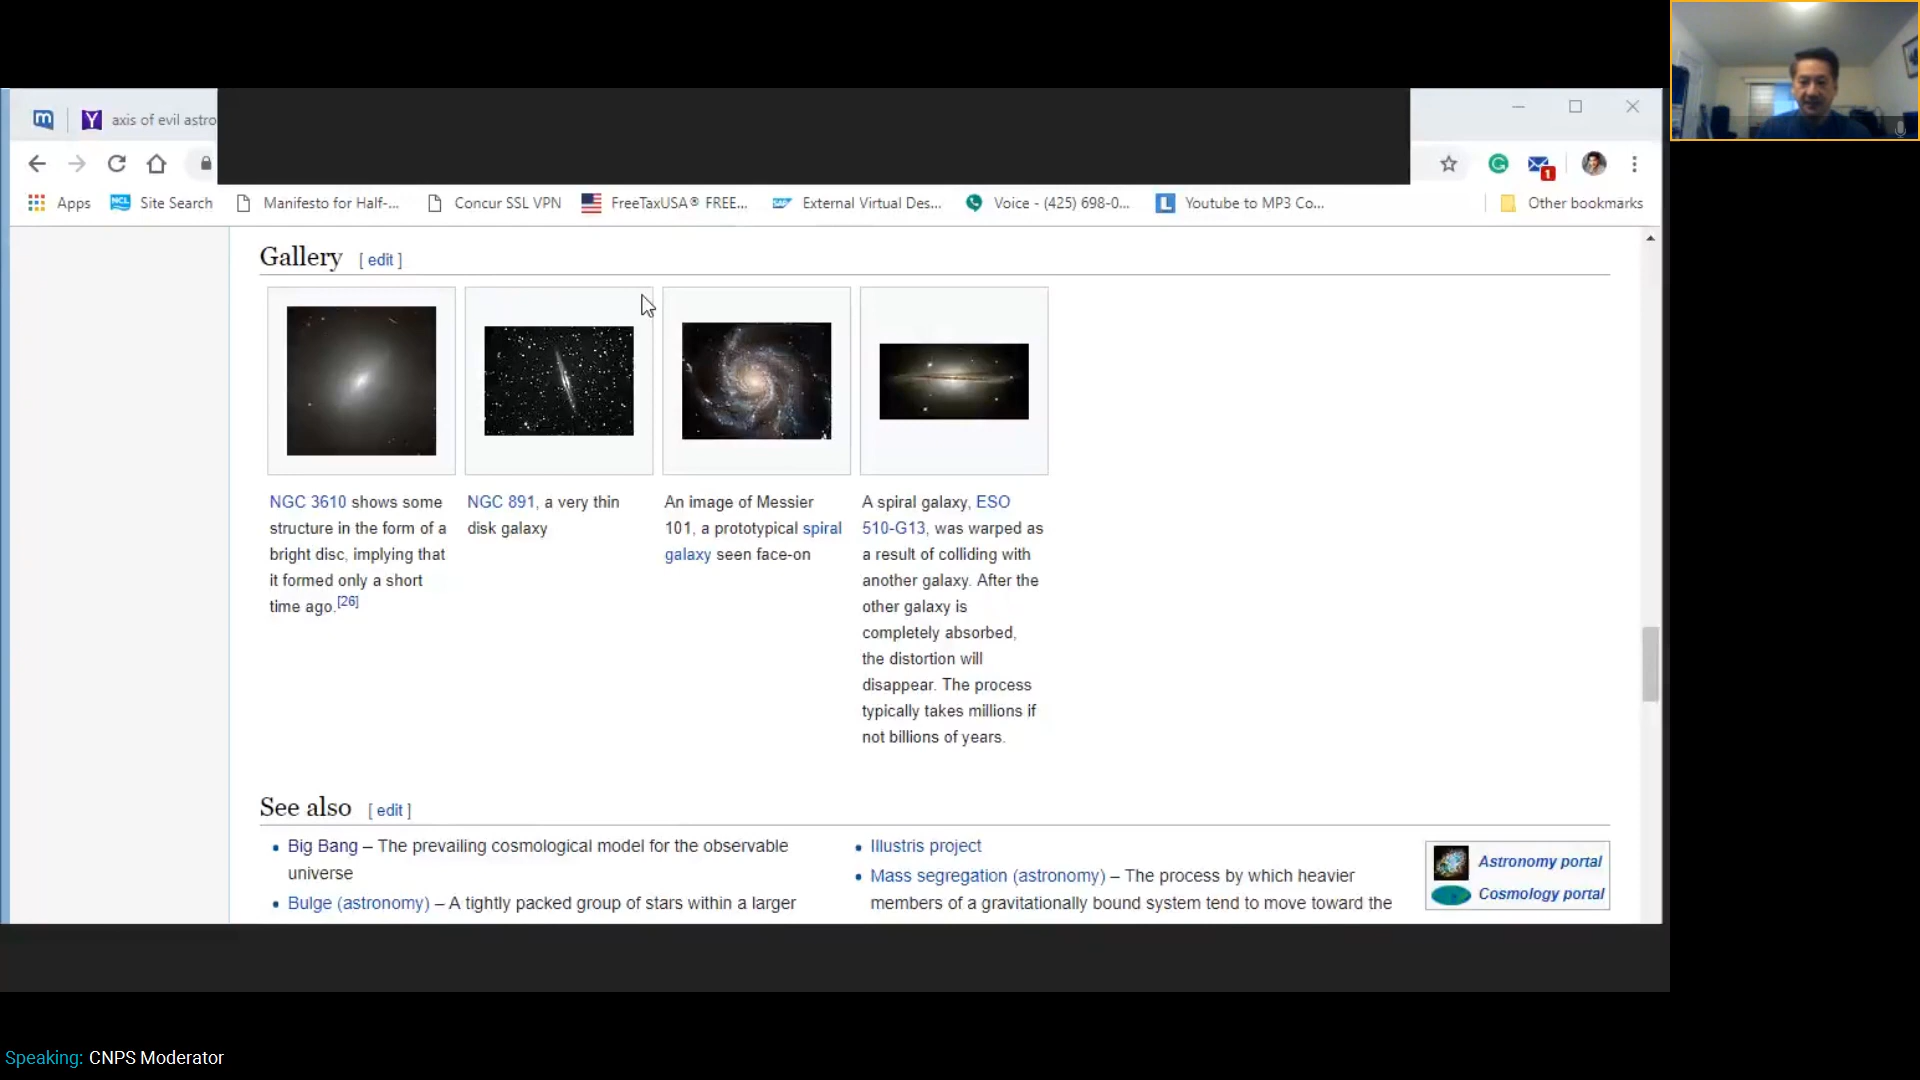 axis of evil astro
Apps
Site Search
Manifesto for Half-...
Concur SSL VPN
FreeTaxUSA® FREE...
External Virtual Des...
Voice - (425) 698-0...
Youtube to MP3 Co...
Other bookmarks
1
Gallery [ edit ]
NGC 3610 shows some
structure in the form of a
bright disc, implying that
it formed only a short
time ago.[26]
NGC 891, a very thin
disk galaxy
An image of Messier
101, a prototypical spiral
galaxy seen face-on
A spiral galaxy, ESO
510-G13, was warped as
a result of colliding with
another galaxy. After the
other galaxy is
completely absorbed,
the distortion will
disappear. The process
typically takes millions if
not billions of years.
See also [ edit ]
Big Bang – The prevailing cosmological model for the observable
universe
Bulge (astronomy) – A tightly packed group of stars within a larger
Illustris project
Mass segregation (astronomy) – The process by which heavier
members of a gravitationally bound system tend to move toward the
Astronomy portal
Cosmology portal
Speaking: CNPS Moderator